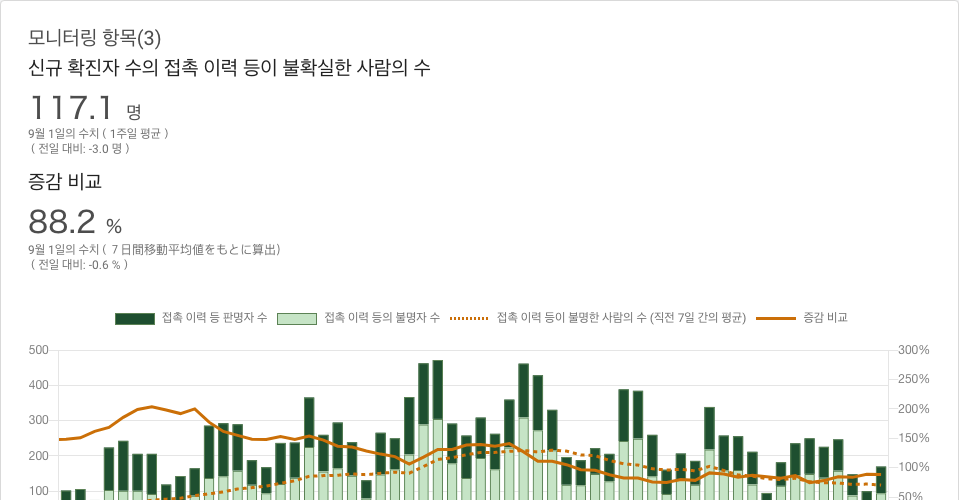 모니터링 항목(3)
신규 확진자 수의 접촉 이력 등이 불확실한 사람의 수
117.1 명
9월 1일의 수치 ( 1주일 평균 )
( 전일 대비: -3.0 명 )
증감 비교
88.2 %
9월 1일의 수치 ( 7日間移動平均値をもとに算出)
( 전일 대비: -0.6 % )
접촉 이력 등 판명자 수 접촉 이력 등의 불명자 수 접촉 이력 등이 불명한 사람의 수 (직전 7일 간의 평균) 증감 비교
500 300%
250%
400
200%
300
150%
200
100%
100
50%